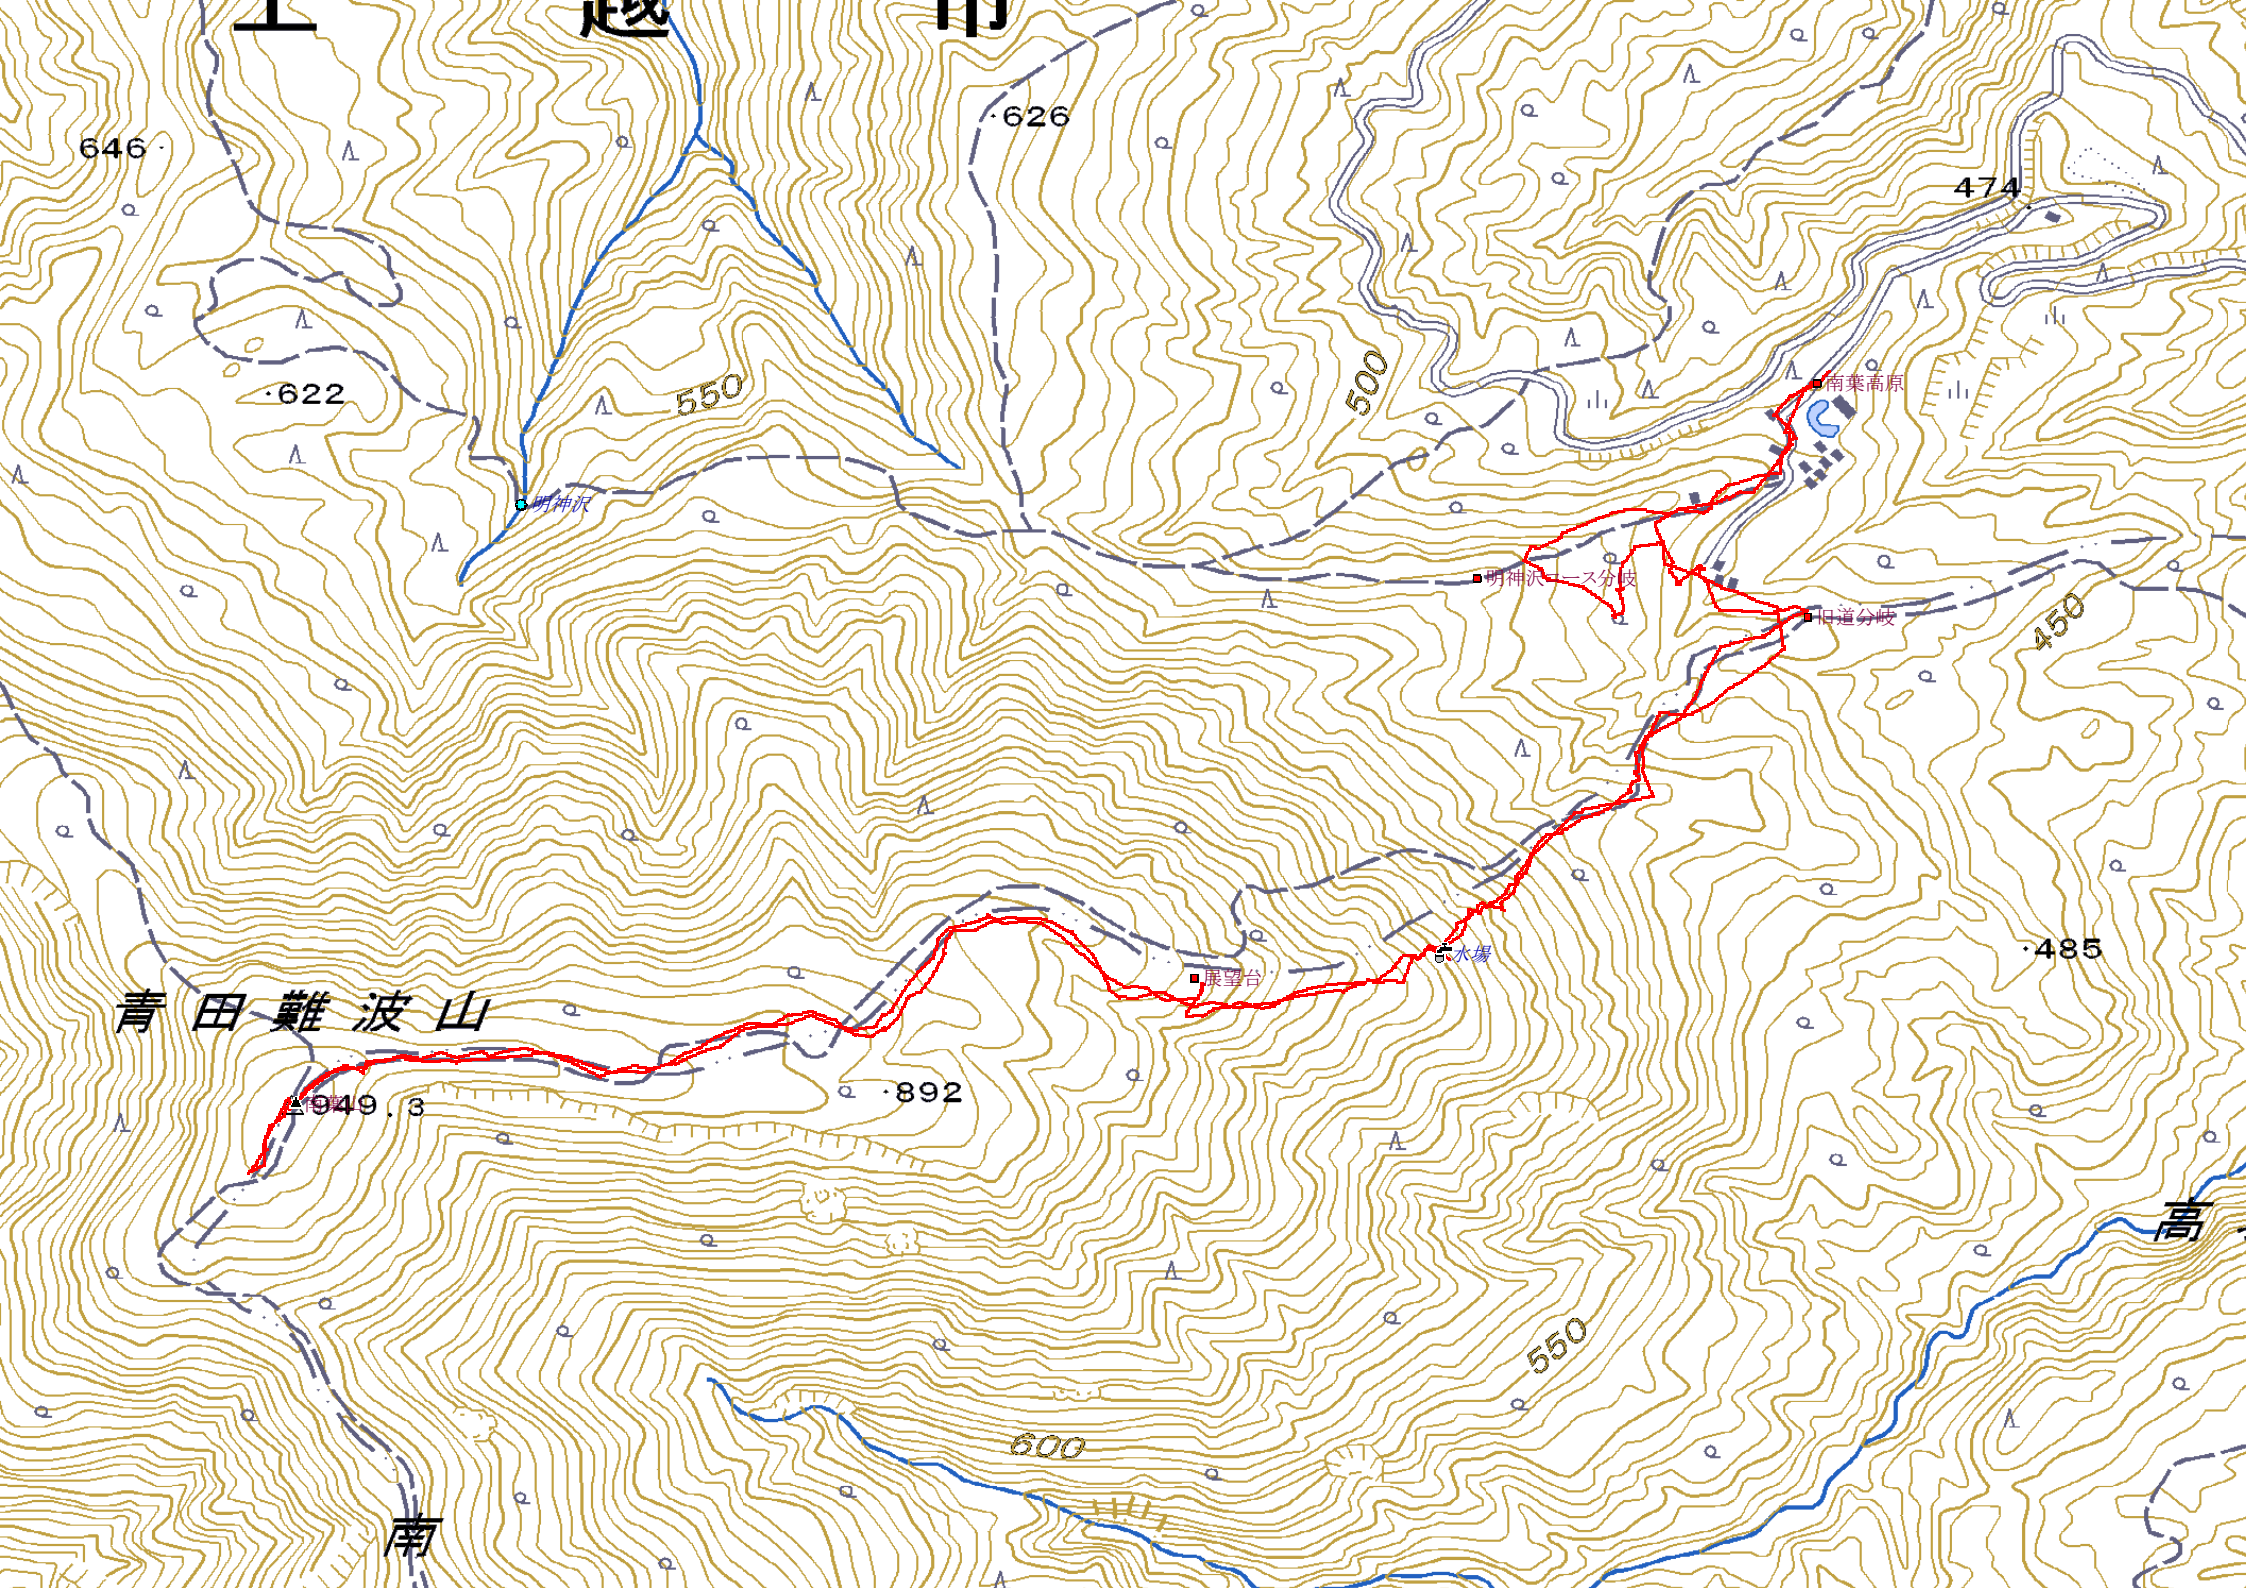 上越市
626
646
474
500
南葉高原
550
622
明神沢
明神沢コース分岐
旧道分岐
450
水場
485
展望台
青田難波山
892
949.3
高
550
600
南